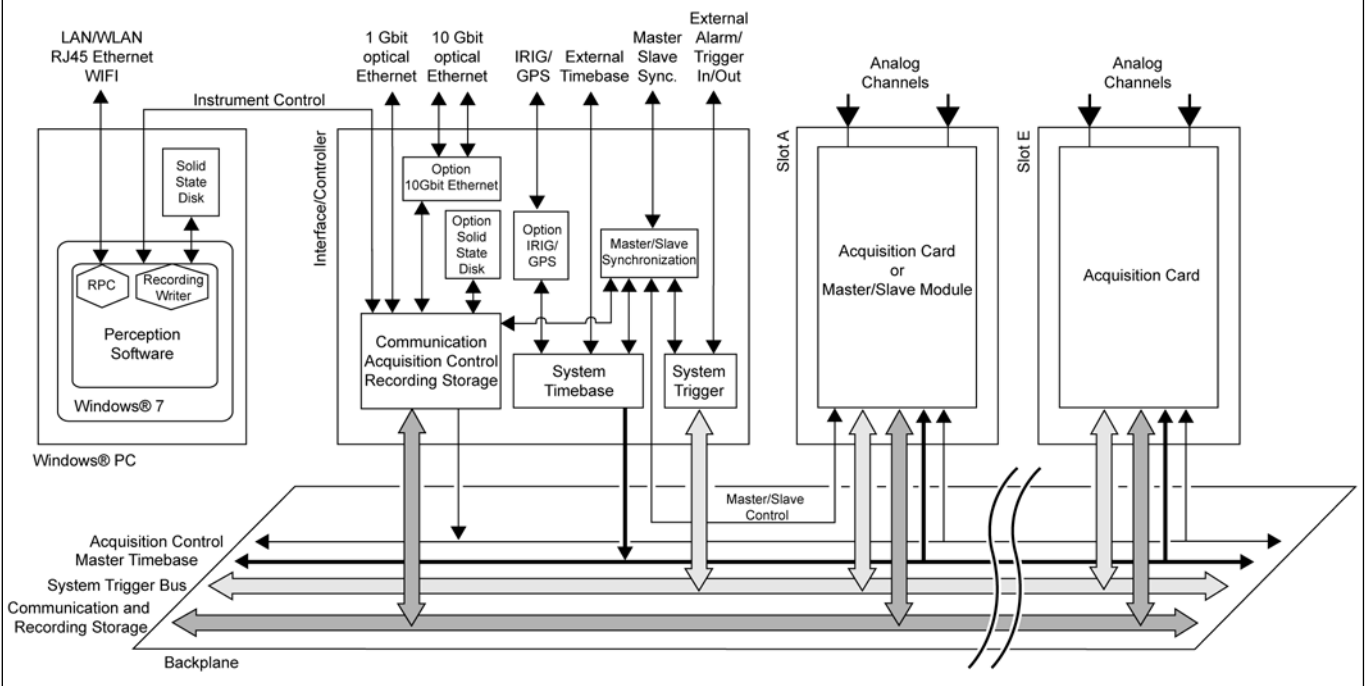 LAN/WLAN
RJ45 Ethernet
WIFI
1 Gbit
optical
Ethernet
10 Gbit
optical
Ethernet
IRIG/
GPS
External
Timebase
Master
Slave
Sync.
External
Alarm/
Trigger
In/Out
Analog
Channels
Analog
Channels
Instrument Control
Solid
State
Disk
RPC
Recording
Writer
Perception
Software
Windows® 7
Windows® PC
Interface/Controller
Option
10Gbit Ethernet
Option
Solid
State
Disk
Option
IRIG/
GPS
Master/Slave
Synchronization
Communication
Acquisition Control
Recording Storage
System
Timebase
System
Trigger
Slot A
Acquisition Card
or
Master/Slave Module
Slot E
Acquisition Card
Master/Slave
Control
Acquisition Control
Master Timebase
System Trigger Bus
Communication and
Recording Storage
Backplane